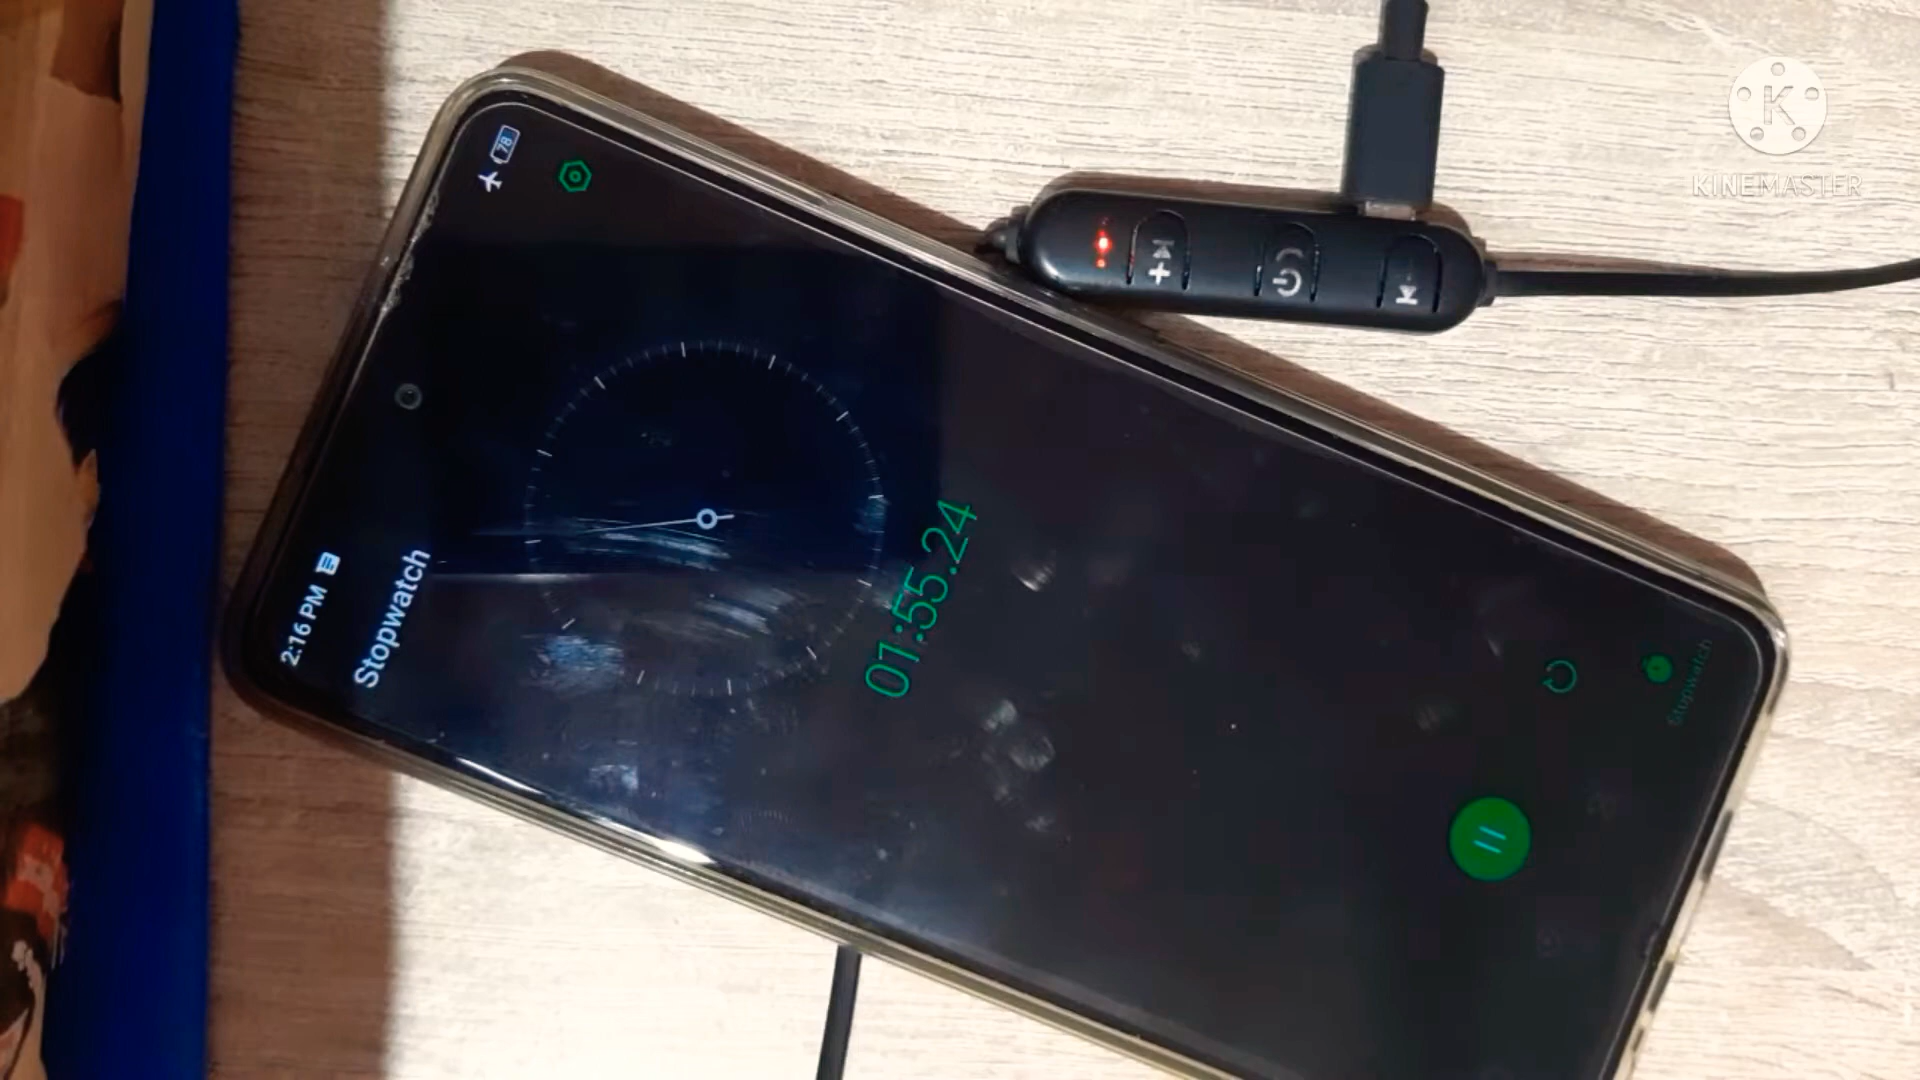 2:16 PM
78
Stopwatch
01:55.24
Stopwatch
KINEMASTER